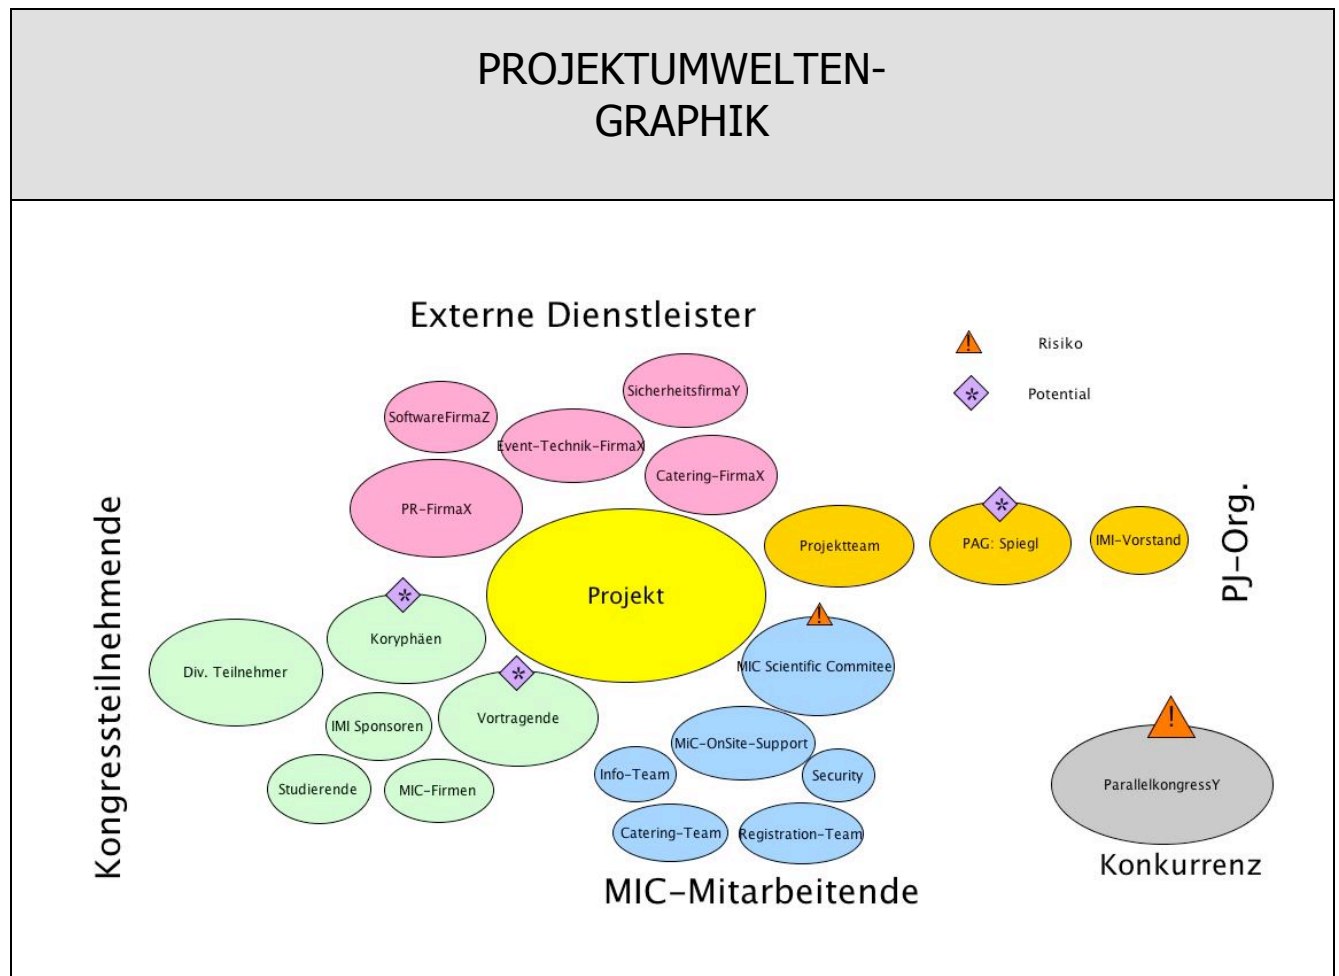 PROJEKTUMWELTEN-
GRAPHIK
Externe Dienstleister
Risiko
Potential
SicherheitsfirmaY
SoftwareFirmaZ
Event-Technik-FirmaX
Catering-FirmaX
PR-FirmaX
Projektteam
PAG: Spiegl
IMI-Vorstand
PJ-Org.
Projekt
Kongressteilnehmende
Koryphäen
Div. Teilnehmer
Vortragende
IMI Sponsoren
Studierende
MIC-Firmen
MIC Scientific Commitee
MiC-OnSite-Support
Info-Team
Security
Catering-Team
Registration-Team
MIC-Mitarbeitende
ParallelkongressY
Konkurrenz